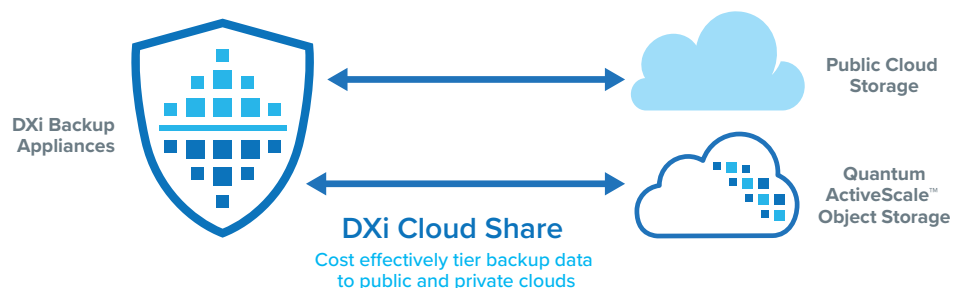 DXi Backup
Appliances
Public Cloud
Storage
Quantum
ActiveScale™
Object Storage
DXi Cloud Share
Cost effectively tier backup data
to public and private clouds